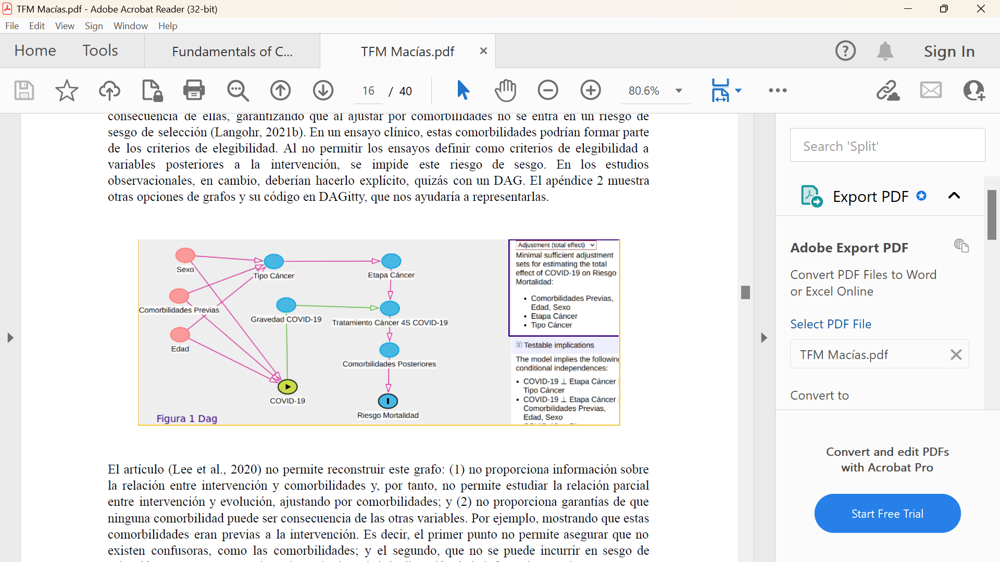 TFM Macías.pdf - Adobe Acrobat Reader (32-bit)
File Edit View Sign Window Help
Home Tools Fundamentals of C... TFM Macías.pdf Sign In
16 / 40 80.6%
consecuencia de ellas, garantizando que al ajustar por comorbilidades no se entra en un riesgo de
sesgo de selección (Langohr, 2021b). En un ensayo clínico, estas comorbilidades podrían formar parte
de los criterios de elegibilidad. Al no permitir los ensayos definir como criterios de elegibilidad a
variables posteriores a la intervención, se impide este riesgo de sesgo. En los estudios
observacionales, en cambio, deberían hacerlo explícito, quizás con un DAG. El apéndice 2 muestra
otras opciones de grafos y su código en DAGitty, que nos ayudaría a representarlas.
Sexo
Tipo Cáncer
Etapa Cáncer
Comorbilidades Previas
Gravedad COVID-19
Tratamiento Cáncer 4S COVID-19
Edad
Comorbilidades Posteriores
COVID-19
Riesgo Mortalidad
Figura 1 Dag
Adjustment (total effect)
Minimal sufficient adjustment
sets for estimating the total
effect of COVID-19 on Riesgo
Mortalidad:
• Comorbilidades Previas,
Edad, Sexo
• Etapa Cáncer
• Tipo Cáncer
Testable implications
The model implies the following
conditional independences:
• COVID-19 ⊥ Etapa Cáncer |
Tipo Cáncer
• COVID-19 ⊥ Etapa Cáncer |
Comorbilidades Previas,
Edad, Sexo
El artículo (Lee et al., 2020) no permite reconstruir este grafo: (1) no proporciona información sobre
la relación entre intervención y comorbilidades y, por tanto, no permite estudiar la relación parcial
entre intervención y evolución, ajustando por comorbilidades; y (2) no proporciona garantías de que
ninguna comorbilidad puede ser consecuencia de las otras variables. Por ejemplo, mostrando que estas
comorbilidades eran previas a la intervención. Es decir, el primer punto no permite asegurar que no
existen confusoras, como las comorbilidades; y el segundo, que no se puede incurrir en sesgo de
Search 'Split'
Export PDF
Adobe Export PDF
Convert PDF Files to Word
or Excel Online
Select PDF File
TFM Macías.pdf
Convert to
Convert and edit PDFs
with Acrobat Pro
Start Free Trial